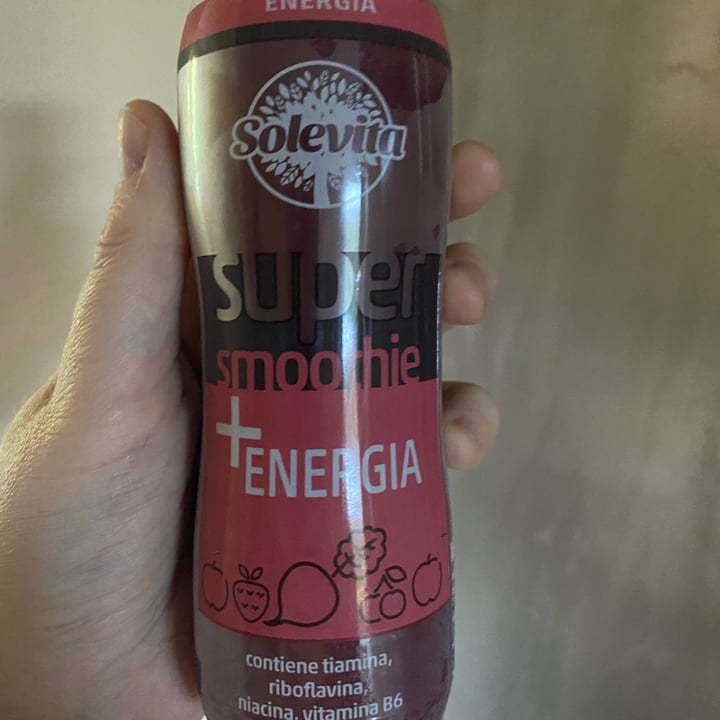 ENERGIA
Solevita
super
smoothie
+ENERGIA
contiene tiamina,
riboflavina,
niacina, vitamina B6